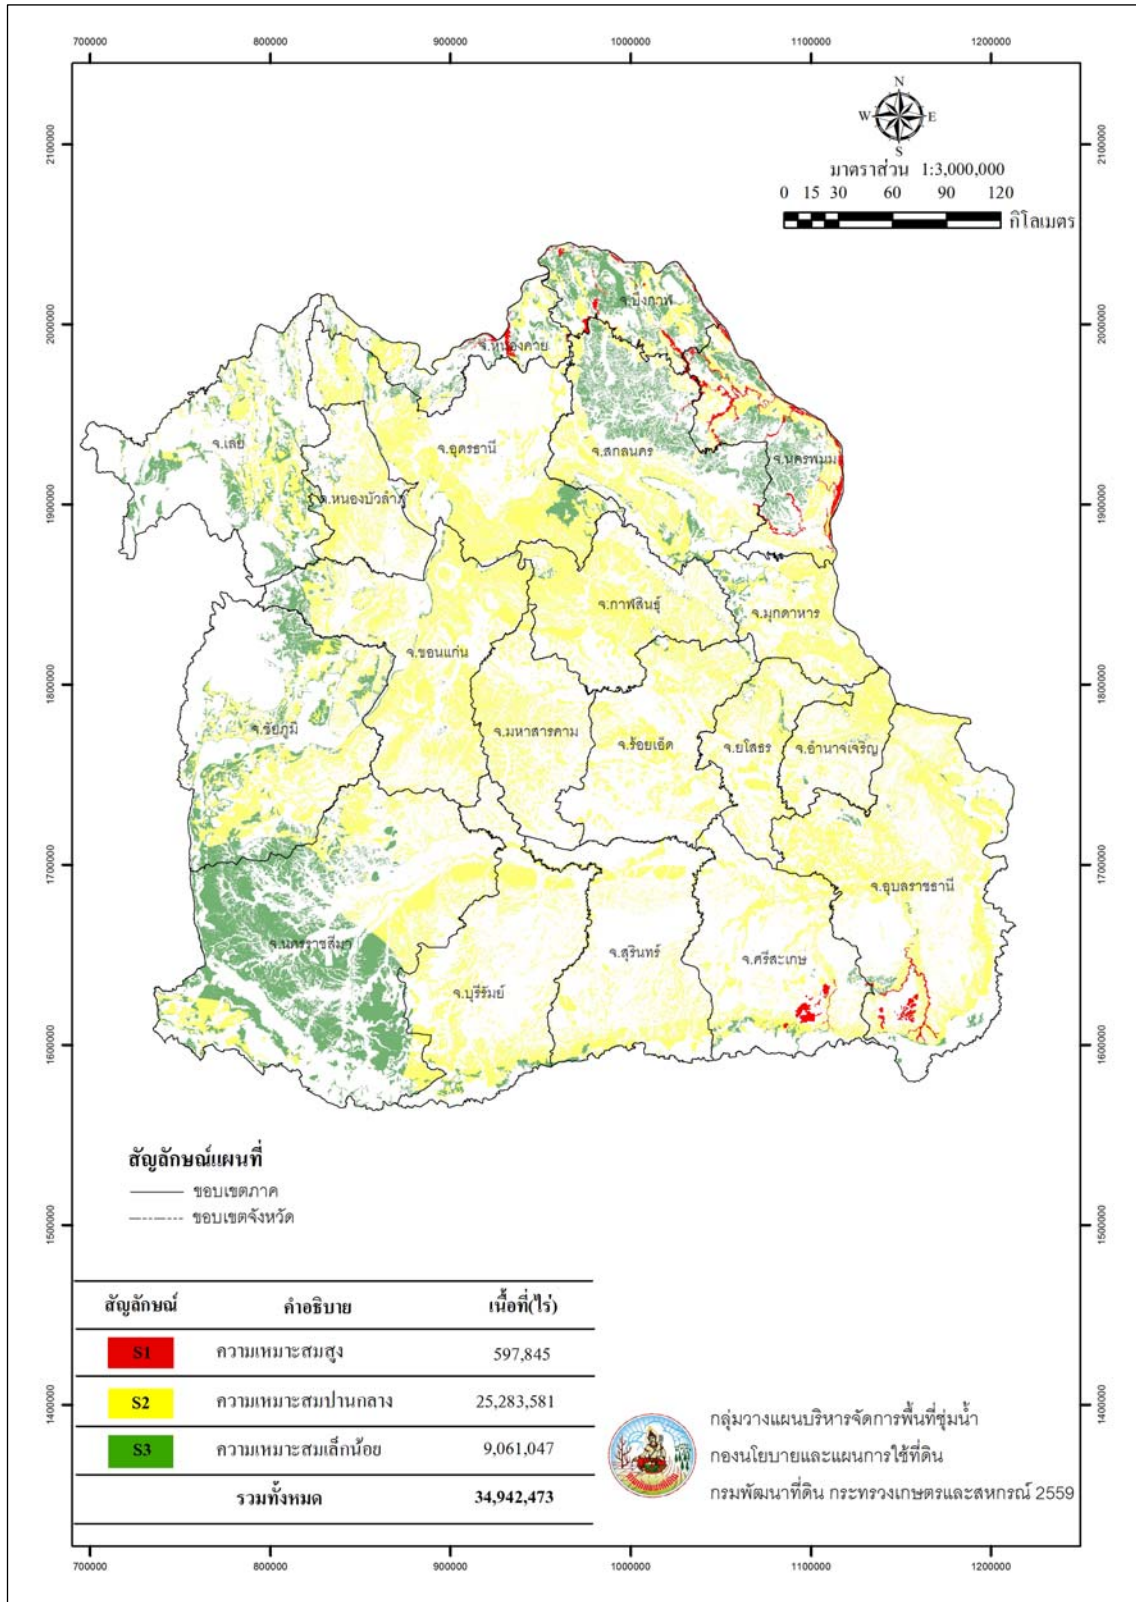 700000 800000 900000 1000000 1100000 1200000
N
W E
S
มาตราส่วน 1:3,000,000
0 15 30 60 90 120
กิโลเมตร
2100000 2100000
2000000 2000000
1900000 1900000
1800000 1800000
1700000 1700000
1600000 1600000
1500000 1500000
1400000 1400000
จ.บึงกาฬ
จ.หนองคาย
จ.เลย
จ.อุดรธานี
จ.สกลนคร
จ.นครพนม
จ.หนองบัวลำภู
จ.กาฬสินธุ์
จ.มุกดาหาร
จ.ขอนแก่น
จ.ชัยภูมิ
จ.มหาสารคาม
จ.ร้อยเอ็ด
จ.ยโสธร
จ.อำนาจเจริญ
จ.อุบลราชธานี
จ.นครราชสีมา
จ.บุรีรัมย์
จ.สุรินทร์
จ.ศรีสะเกษ
สัญลักษณ์แผนที่
ขอบเขตภาค
ขอบเขตจังหวัด
สัญลักษณ์ คำอธิบาย เนื้อที่(ไร่)
S1 ความเหมาะสมสูง 597,845
S2 ความเหมาะสมปานกลาง 25,283,581
S3 ความเหมาะสมเล็กน้อย 9,061,047
รวมทั้งหมด 34,942,473
กลุ่มวางแผนบริหารจัดการพื้นที่ชุ่มน้ำ
กองนโยบายและแผนการใช้ที่ดิน
กรมพัฒนาที่ดิน กระทรวงเกษตรและสหกรณ์ 2559
700000 800000 900000 1000000 1100000 1200000